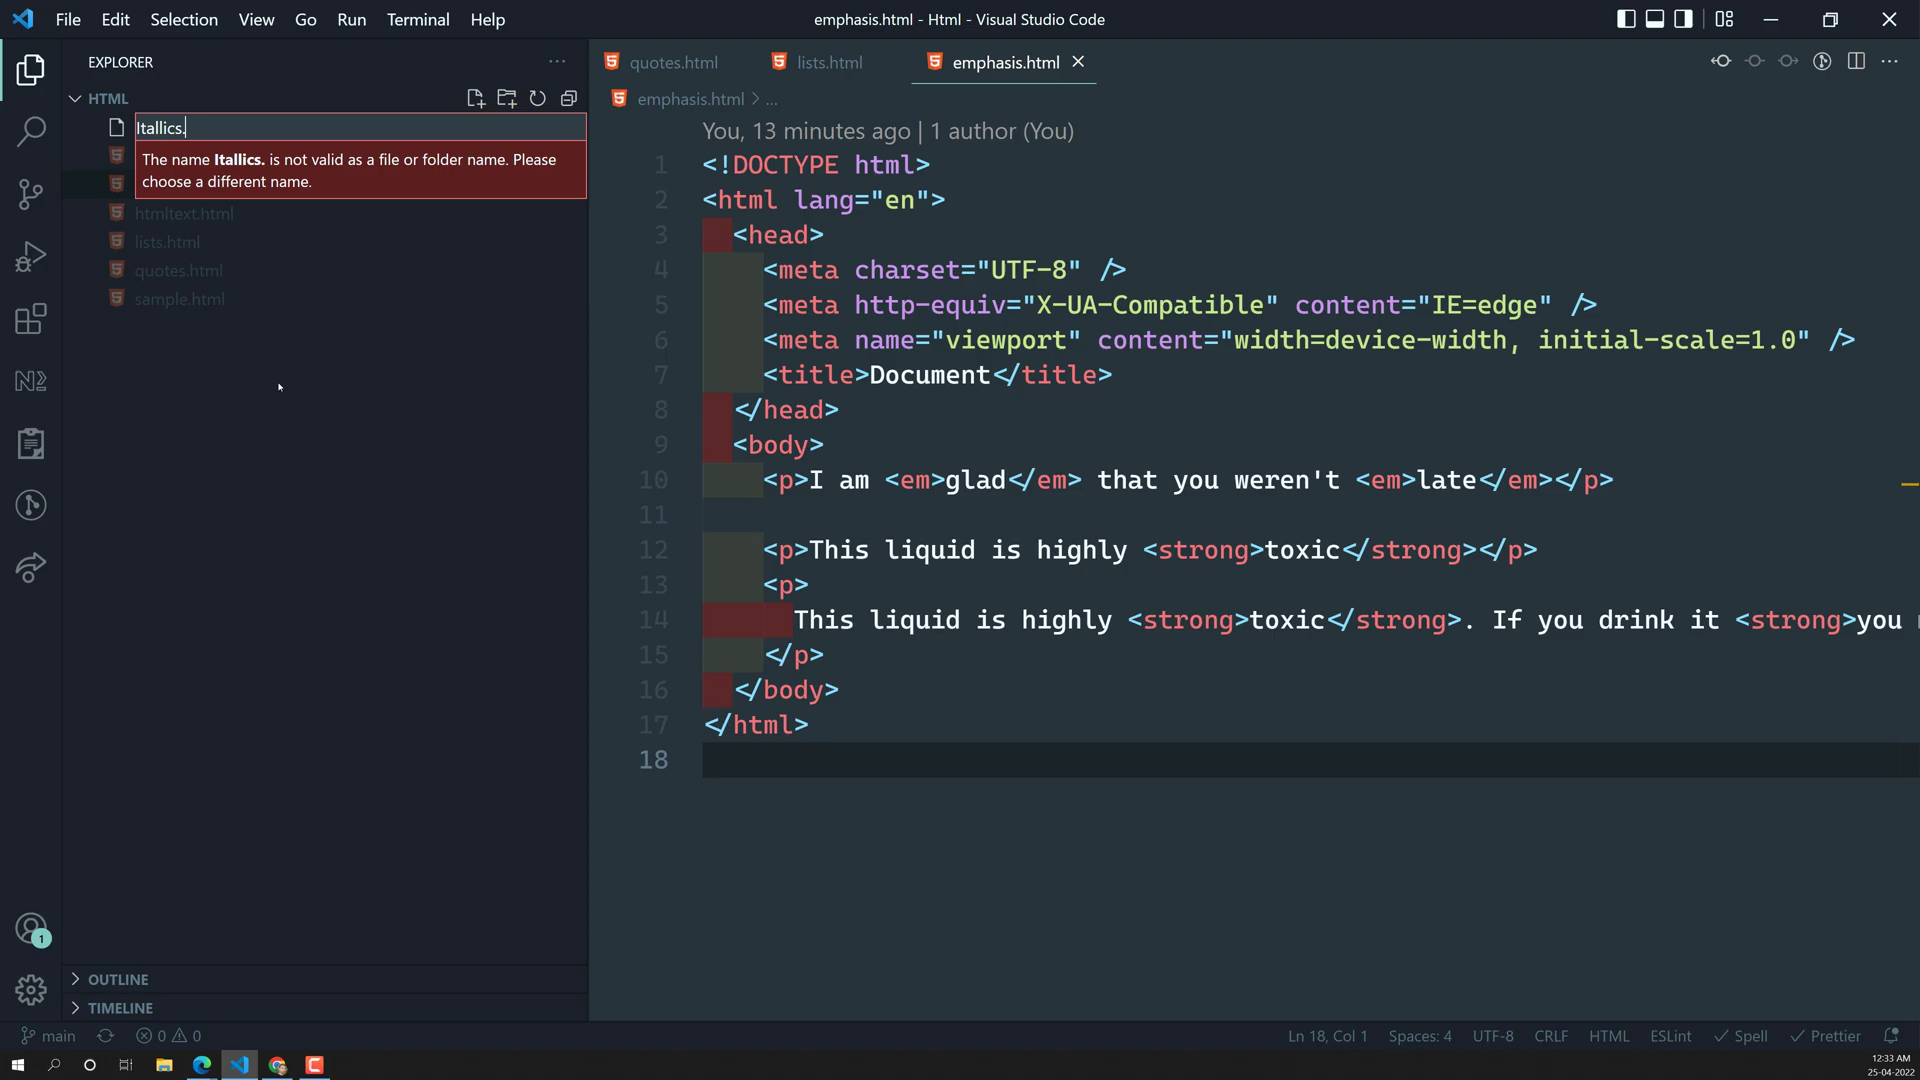 File Edit Selection View Go Run Terminal Help
emphasis.html - Html - Visual Studio Code
EXPLORER
HTML
Itallics.
The name Itallics. is not valid as a file or folder name. Please
choose a different name.
htmltext.html
lists.html
quotes.html
sample.html
OUTLINE
TIMELINE
quotes.html lists.html emphasis.html
emphasis.html > ...
You, 13 minutes ago | 1 author (You)
1 <!DOCTYPE html>
2 <html lang="en">
3 <head>
4 <meta charset="UTF-8" />
5 <meta http-equiv="X-UA-Compatible" content="IE=edge" />
6 <meta name="viewport" content="width=device-width, initial-scale=1.0" />
7 <title>Document</title>
8 </head>
9 <body>
10 <p>I am <em>glad</em> that you weren't <em>late</em></p>
11
12 <p>This liquid is highly <strong>toxic</strong></p>
13 <p>
14 This liquid is highly <strong>toxic</strong>. If you drink it <strong>you
15 </p>
16 </body>
17 </html>
18
1
main 0 0
Ln 18, Col 1 Spaces: 4 UTF-8 CRLF HTML ESLint Spell Prettier
12:33 AM
25-04-2022